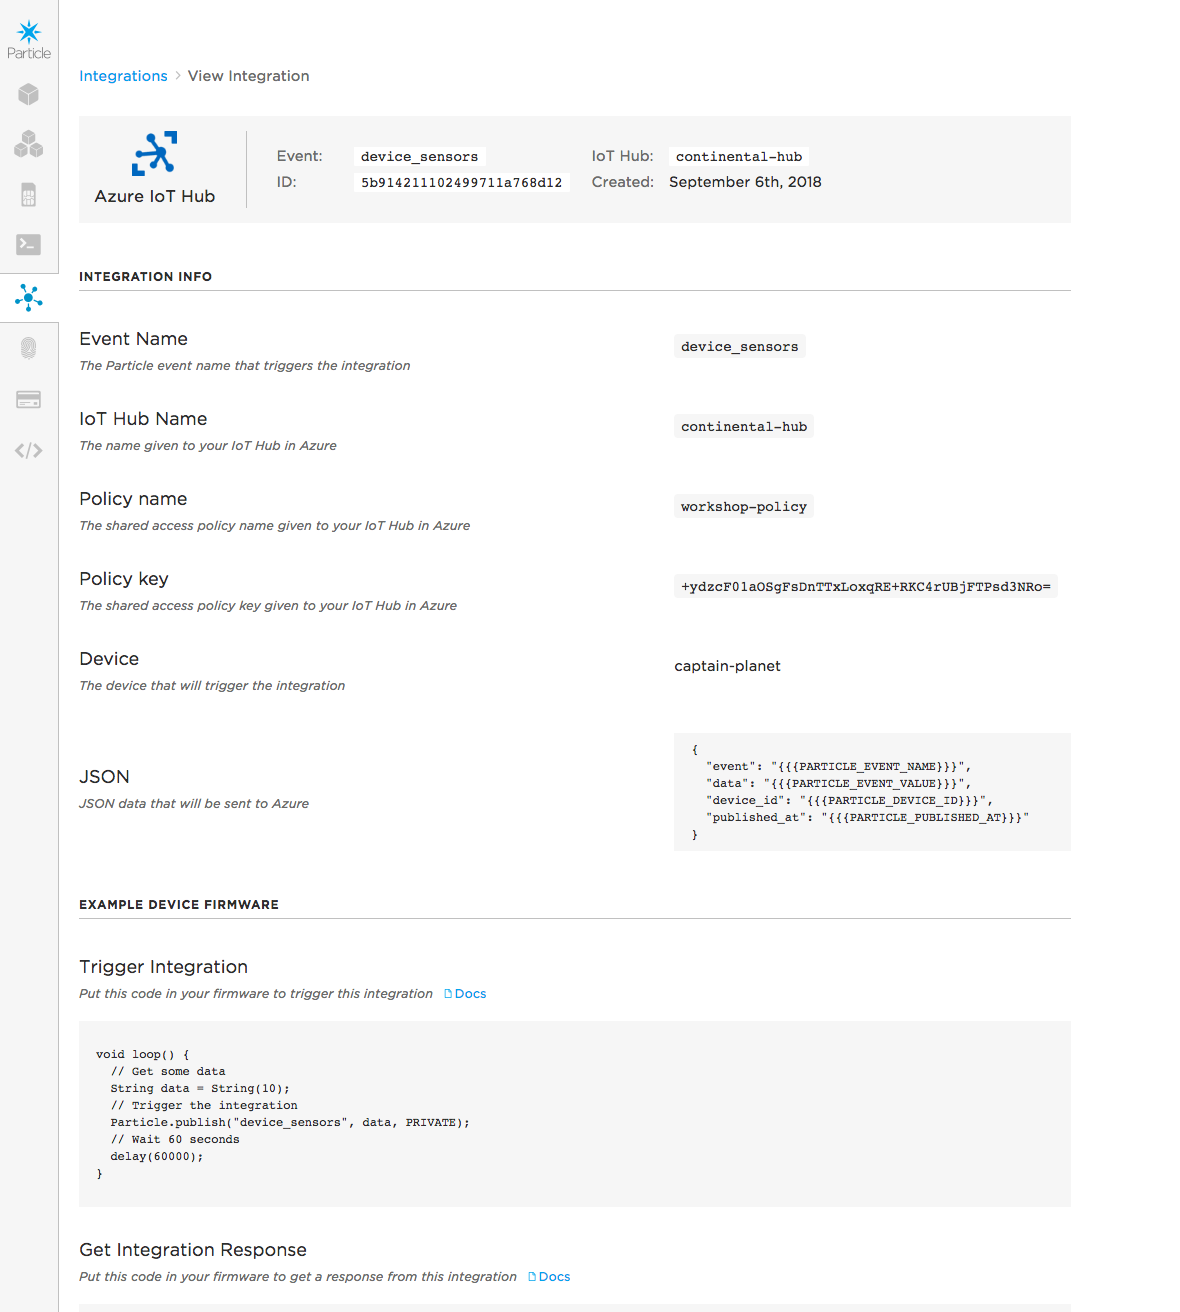 Particle
Integrations > View Integration
Azure IoT Hub
Event: device_sensors IoT Hub: continental-hub
ID: 5b914211102499711a768d12 Created: September 6th, 2018
INTEGRATION INFO
Event Name
The Particle event name that triggers the integration
device_sensors
IoT Hub Name
The name given to your IoT Hub in Azure
continental-hub
Policy name
The shared access policy name given to your IoT Hub in Azure
workshop-policy
Policy key
The shared access policy key given to your IoT Hub in Azure
+ydzcF01aOSgFsDnTTxLoxqRE+RKC4rUBjFTPsd3NRo=
Device
The device that will trigger the integration
captain-planet
JSON
JSON data that will be sent to Azure
{
"event": "{{{PARTICLE_EVENT_NAME}}}",
"data": "{{{PARTICLE_EVENT_VALUE}}}",
"device_id": "{{{PARTICLE_DEVICE_ID}}}",
"published_at": "{{{PARTICLE_PUBLISHED_AT}}}"
}
EXAMPLE DEVICE FIRMWARE
Trigger Integration
Put this code in your firmware to trigger this integration Docs
void loop() {
// Get some data
String data = String(10);
// Trigger the integration
Particle.publish("device_sensors", data, PRIVATE);
// Wait 60 seconds
delay(60000);
}
Get Integration Response
Put this code in your firmware to get a response from this integration Docs